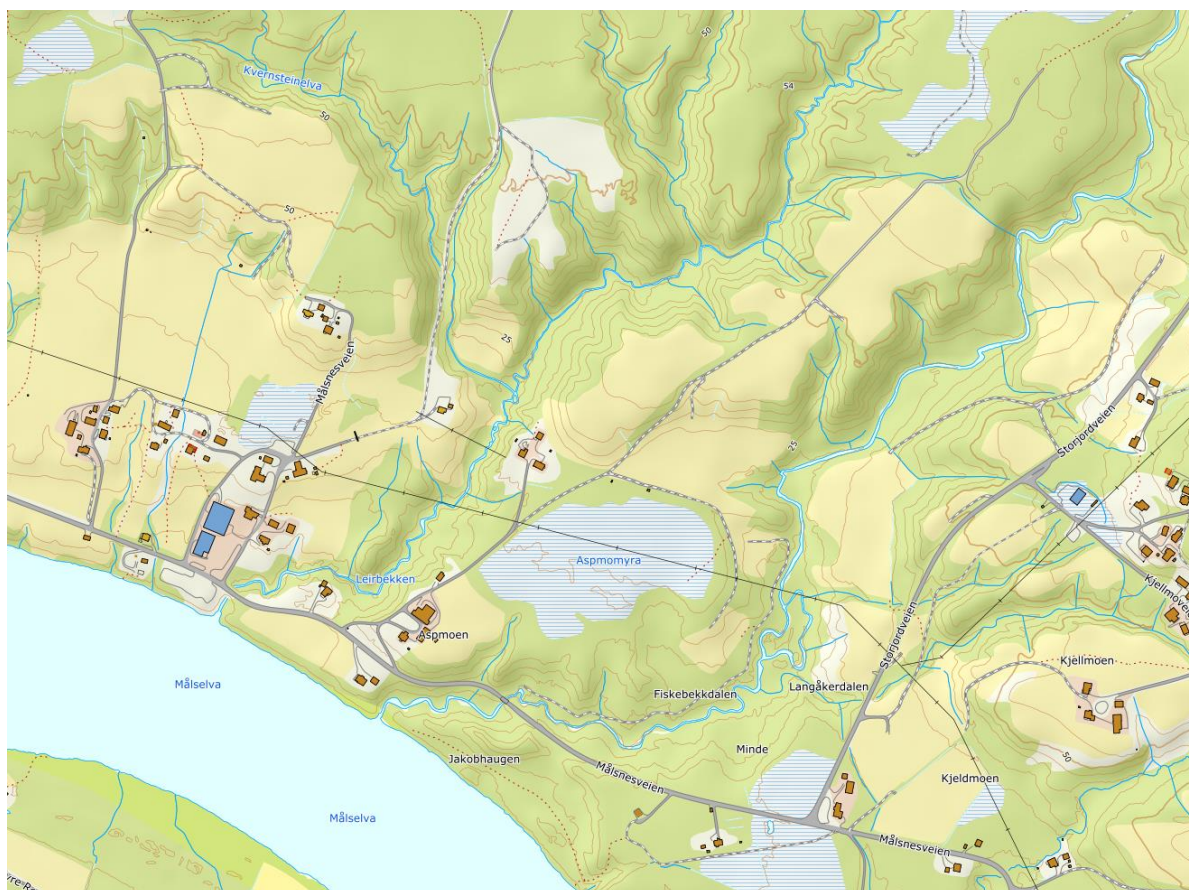 Kvernsteinelva
50
50
54
50
25
Målsnesveien
Storjordveien
25
Aspmomyra
Leirbekken
Kjellmoveien
Aspmoen
Storjordveien
Kjellmoen
Målselva
Fiskebekkdalen
Langåkerdalen
Jakobhaugen
Minde
50
Målsnesveien
Kjeldmoen
Målselva
Målsnesveien